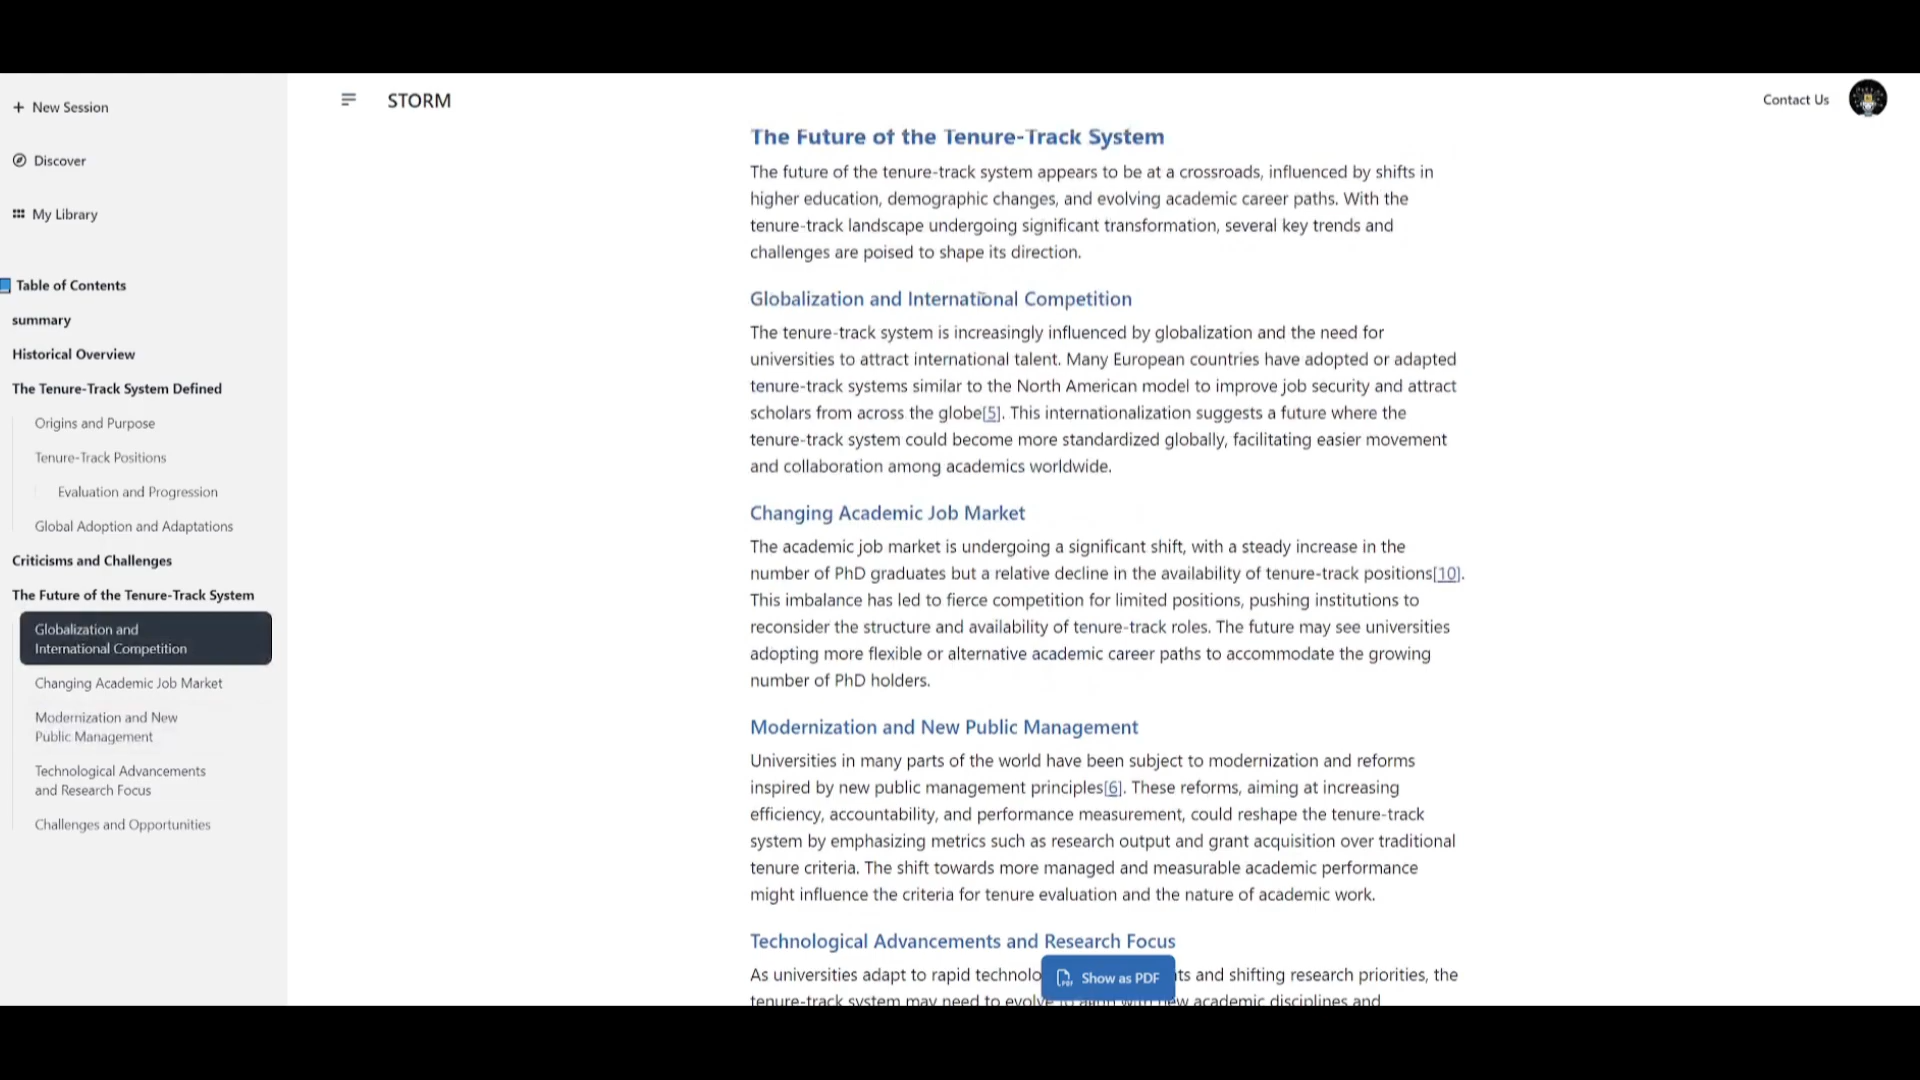 + New Session
Discover
My Library
Table of Contents
summary
Historical Overview
The Tenure-Track System Defined
Origins and Purpose
Tenure-Track Positions
Evaluation and Progression
Global Adoption and Adaptations
Criticisms and Challenges
The Future of the Tenure-Track System
Globalization and
International Competition
Changing Academic Job Market
Modernization and New
Public Management
Technological Advancements
and Research Focus
Challenges and Opportunities
STORM
Contact Us
The Future of the Tenure-Track System
The future of the tenure-track system appears to be at a crossroads, influenced by shifts in
higher education, demographic changes, and evolving academic career paths. With the
tenure-track landscape undergoing significant transformation, several key trends and
challenges are poised to shape its direction.
Globalization and International Competition
The tenure-track system is increasingly influenced by globalization and the need for
universities to attract international talent. Many European countries have adopted or adapted
tenure-track systems similar to the North American model to improve job security and attract
scholars from across the globe[5]. This internationalization suggests a future where the
tenure-track system could become more standardized globally, facilitating easier movement
and collaboration among academics worldwide.
Changing Academic Job Market
The academic job market is undergoing a significant shift, with a steady increase in the
number of PhD graduates but a relative decline in the availability of tenure-track positions[10].
This imbalance has led to fierce competition for limited positions, pushing institutions to
reconsider the structure and availability of tenure-track roles. The future may see universities
adopting more flexible or alternative academic career paths to accommodate the growing
number of PhD holders.
Modernization and New Public Management
Universities in many parts of the world have been subject to modernization and reforms
inspired by new public management principles[6]. These reforms, aiming at increasing
efficiency, accountability, and performance measurement, could reshape the tenure-track
system by emphasizing metrics such as research output and grant acquisition over traditional
tenure criteria. The shift towards more managed and measurable academic performance
might influence the criteria for tenure evaluation and the nature of academic work.
Technological Advancements and Research Focus
As universities adapt to rapid technolo ts and shifting research priorities, the
tenure-track system may need to evolve academic disciplines and
Show as PDF